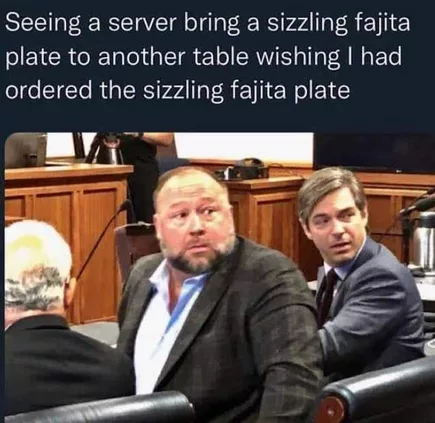 Seeing a server bring a sizzling fajita
plate to another table wishing I had
ordered the sizzling fajita plate